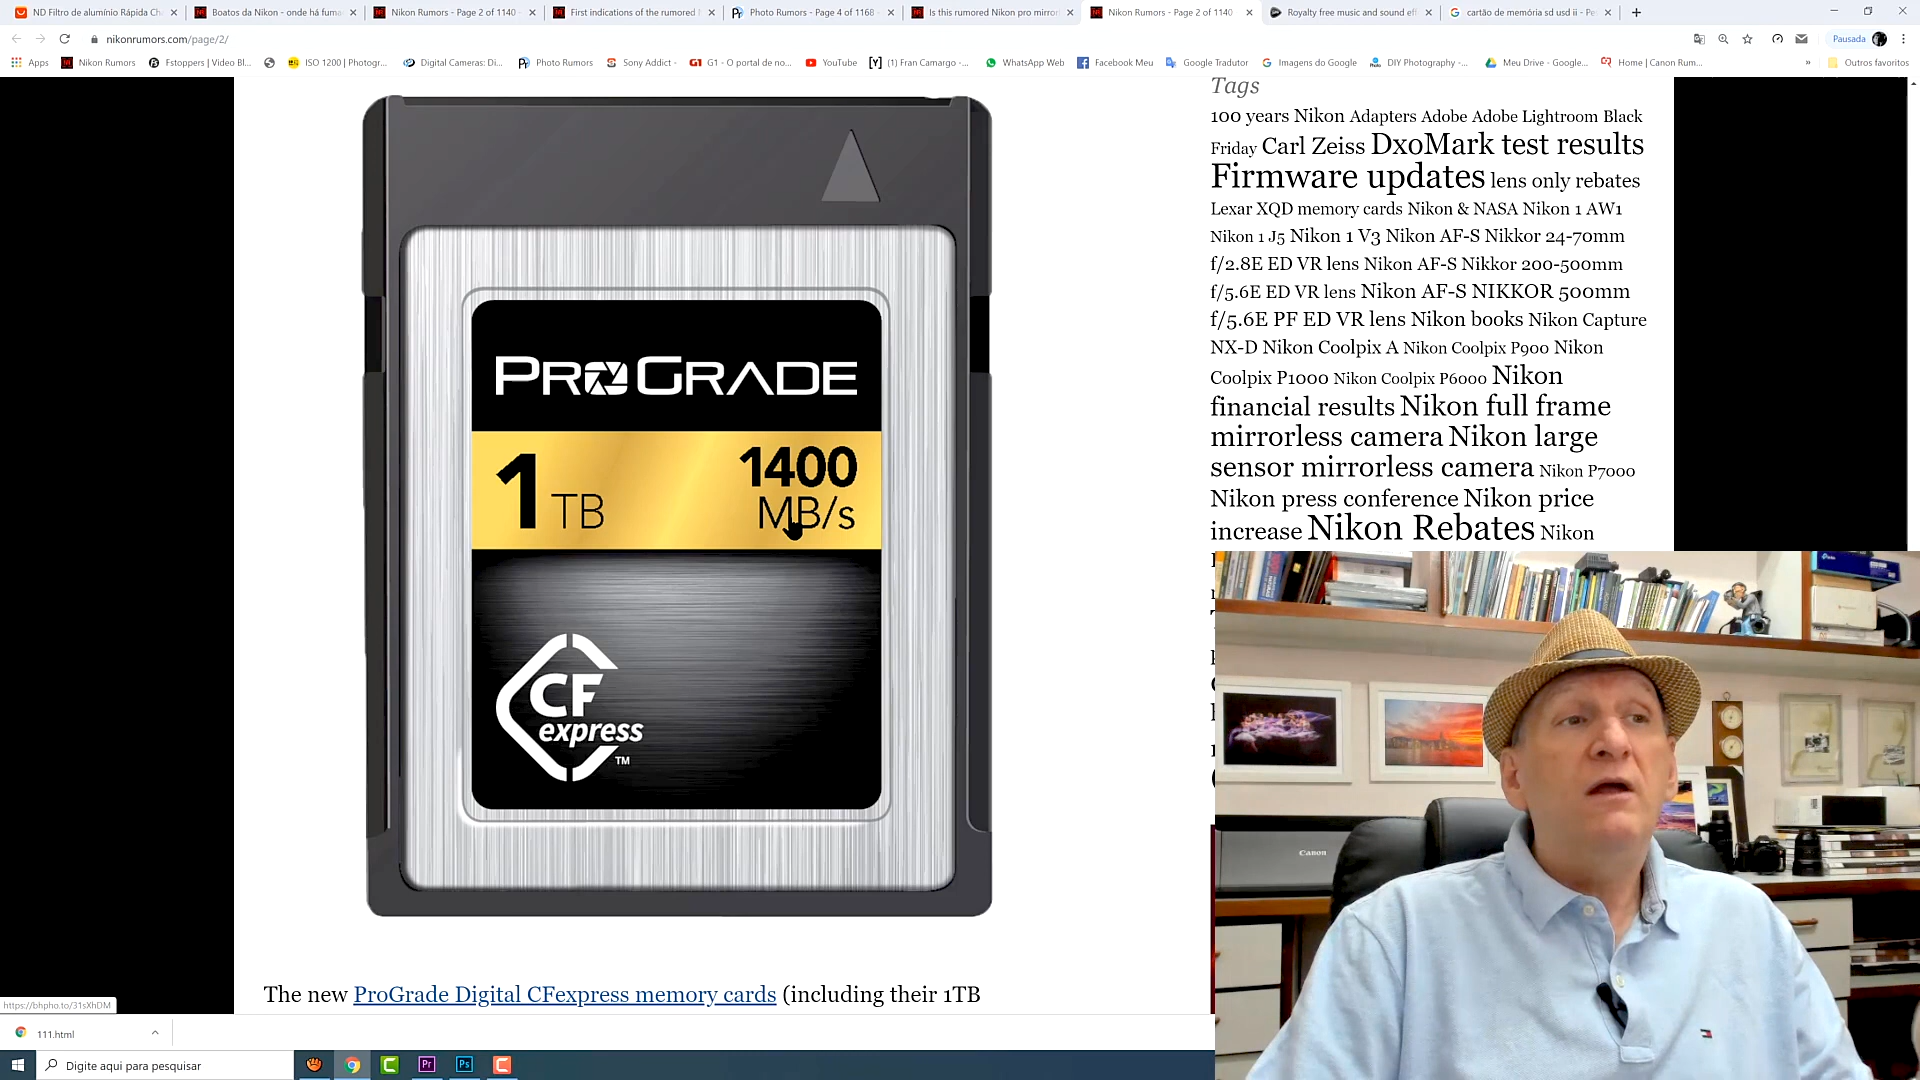 ND Filtro de alumínio Rápida Ch
Boatos da Nikon - onde há fuma
Nikon Rumors - Page 2 of 1140 -
First indications of the rumored N
Photo Rumors - Page 4 of 1168 -
Is this rumored Nikon pro mirror
Nikon Rumors - Page 2 of 1140
Royalty free music and sound eff
cartão de memória sd usd ii - Pe
nikonrumors.com/page/2/
Pausada
Apps
Nikon Rumors
Fstoppers | Video Bl...
ISO 1200 | Photogr...
Digital Cameras: Di...
Photo Rumors
Sony Addict -
G1 - O portal de no...
YouTube
(1) Fran Camargo -...
WhatsApp Web
Facebook Meu
Google Tradutor
Imagens do Google
DIY Photography -...
Meu Drive - Google...
Home | Canon Rum...
Outros favoritos
PROGRADE
1 TB
1400
MB/s
CF
express
TM
The new ProGrade Digital CFexpress memory cards (including their 1TB
Tags
100 years Nikon Adapters Adobe Adobe Lightroom Black
Friday Carl Zeiss DxoMark test results
Firmware updates lens only rebates
Lexar XQD memory cards Nikon & NASA Nikon 1 AW1
Nikon 1 J5 Nikon 1 V3 Nikon AF-S Nikkor 24-70mm
f/2.8E ED VR lens Nikon AF-S Nikkor 200-500mm
f/5.6E ED VR lens Nikon AF-S NIKKOR 500mm
f/5.6E PF ED VR lens Nikon books Nikon Capture
NX-D Nikon Coolpix A Nikon Coolpix P900 Nikon
Coolpix P1000 Nikon Coolpix P6000 Nikon
financial results Nikon full frame
mirrorless camera Nikon large
sensor mirrorless camera Nikon P7000
Nikon press conference Nikon price
increase Nikon Rebates Nikon
Canon
https://bhpho.to/31sXhDM
111.html
Digite aqui para pesquisar
Pr
Ps